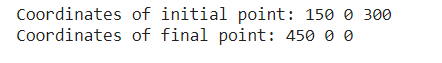 Coordinates of initial point: 150 0 300
Coordinates of final point: 450 0 0